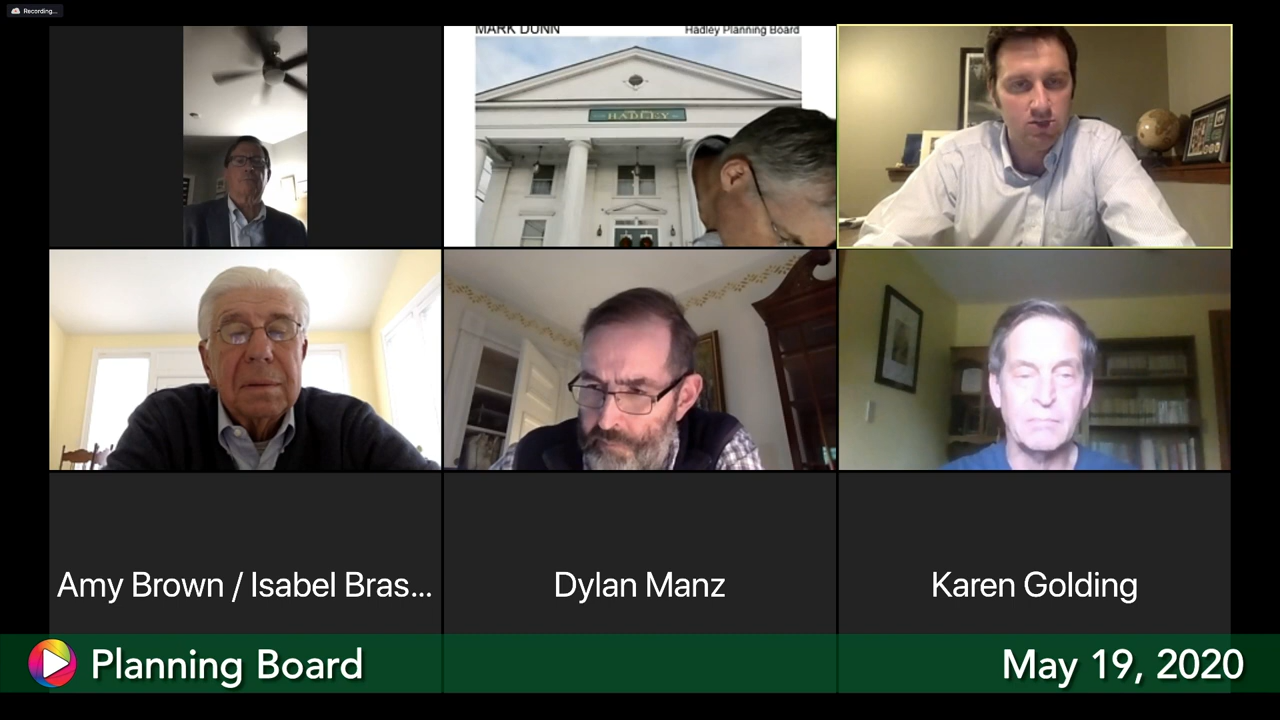 Recording...
MARK DUNN
Hadley Planning Board
HADLEY
Amy Brown / Isabel Bras...
Dylan Manz
Karen Golding
Planning Board
May 19, 2020